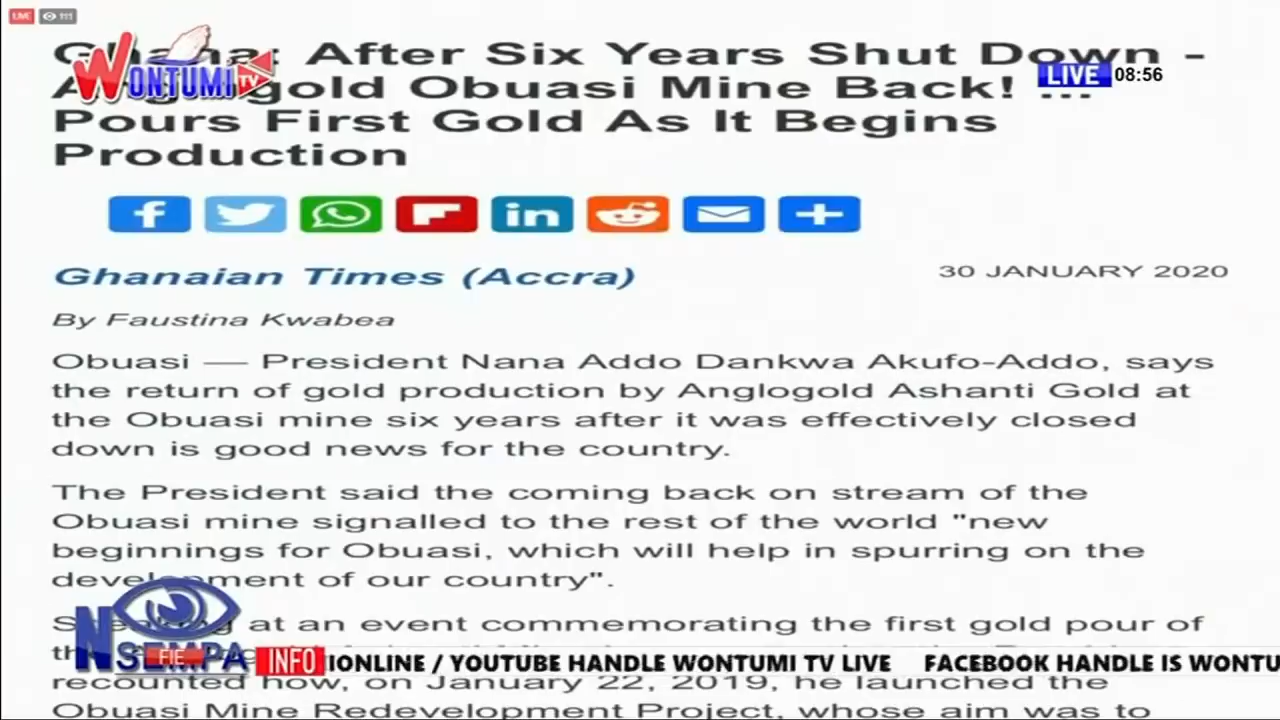 LIVE 111
Ghana: After Six Years Shut Down -
Anglogold Obuasi Mine Back! ...
Pours First Gold As It Begins
Production
WONTUMI TV
LIVE 08:56
Ghanaian Times (Accra)
30 JANUARY 2020
By Faustina Kwabea
Obuasi — President Nana Addo Dankwa Akufo-Addo, says
the return of gold production by Anglogold Ashanti Gold at
the Obuasi mine six years after it was effectively closed
down is good news for the country.
The President said the coming back on stream of the
Obuasi mine signalled to the rest of the world "new
beginnings for Obuasi, which will help in spurring on the
development of our country".
Speaking at an event commemorating the first gold pour of
recounted how, on January 22, 2019, he launched the
Obuasi Mine Redevelopment Project, whose aim was to
NSEMPA FIE
INFO
IONLINE / YOUTUBE HANDLE WONTUMI TV LIVE FACEBOOK HANDLE IS WONTU